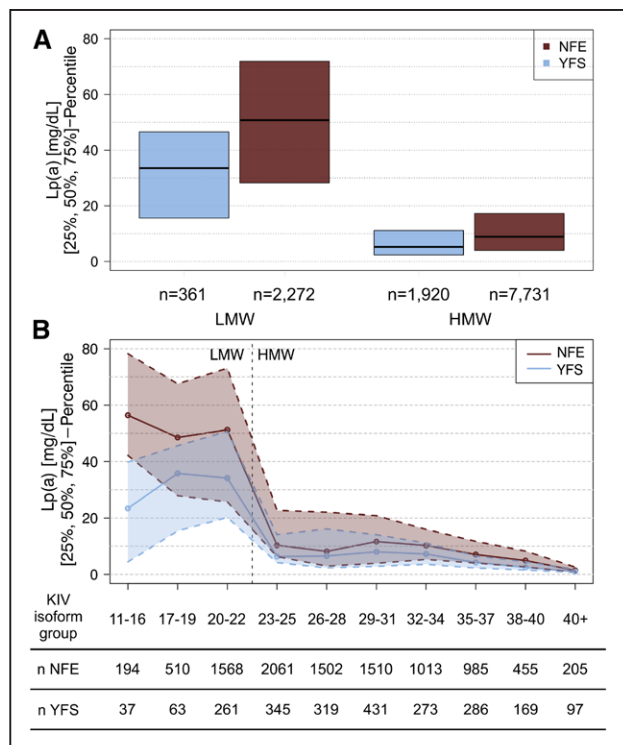 A
Lp(a) [mg/dL]
[25%, 50%, 75%]−Percentile
80
60
40
20
0
NFE
YFS
n=361 n=2,272 n=1,920 n=7,731
LMW HMW
B
Lp(a) [mg/dL]
[25%, 50%, 75%]−Percentile
80
60
40
20
0
LMW HMW
NFE
YFS
KIV
isoform
group
11-16 17-19 20-22 23-25 26-28 29-31 32-34 35-37 38-40 40+
n NFE 194 510 1568 2061 1502 1510 1013 985 455 205
n YFS 37 63 261 345 319 431 273 286 169 97